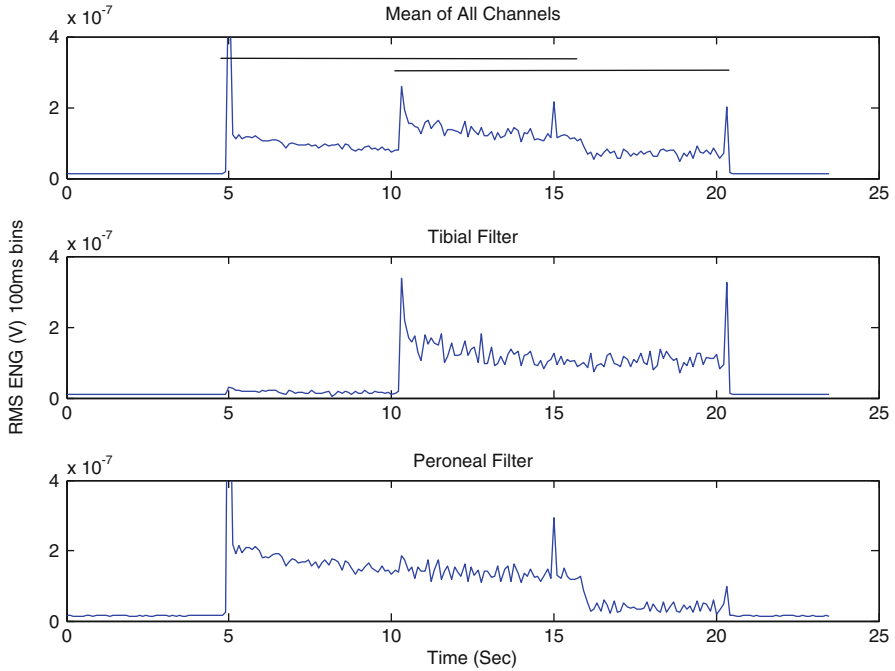 Mean of All Channels
x 10-7
4
2
0
0 5 10 15 20 25
Tibial Filter
x 10-7
4
2
0
0 5 10 15 20 25
Peroneal Filter
x 10-7
4
2
0
0 5 10 15 20 25
Time (Sec)
RMS ENG (V) 100ms bins